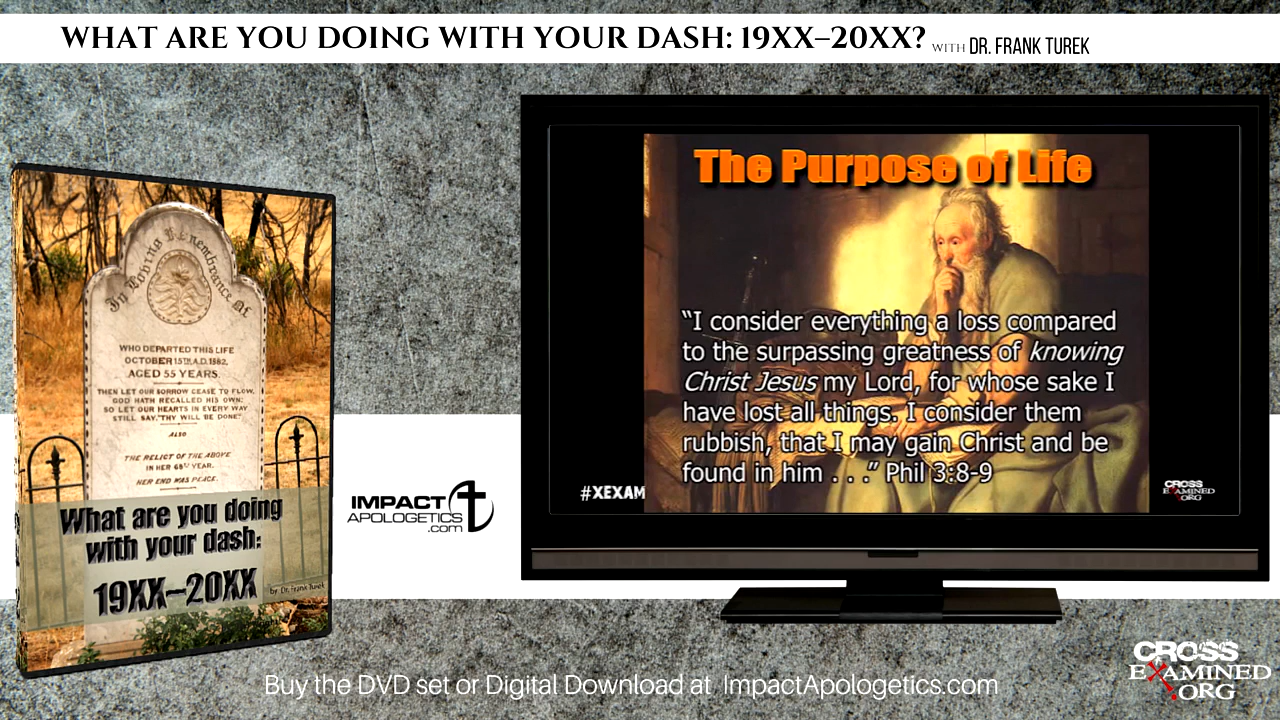 WHAT ARE YOU DOING WITH YOUR DASH: 19XX–20XX? WITH DR. FRANK TUREK
In Loving Remembrance Of
WHO DEPARTED THIS LIFE
OCTOBER 15TH, A.D. 1882,
AGED 55 YEARS.
THEN LET OUR SORROW CEASE TO FLOW,
GOD HATH RECALLED HIS OWN;
SO LET OUR HEARTS IN EVERY WAY
STILL SAY, "THY WILL BE DONE".
ALSO
THE RELICT OF THE ABOVE
IN HER 69TH YEAR.
HER END WAS PEACE.
What are you doing
with your dash:
19XX–20XX
by Dr. Frank Turek
IMPACT
APOLOGETICS
.com
The Purpose of Life
“I consider everything a loss compared
to the surpassing greatness of knowing
Christ Jesus my Lord, for whose sake I
have lost all things. I consider them
rubbish, that I may gain Christ and be
found in him . . .” Phil 3:8-9
#XEXAM
CROSS
EXAMINED
.ORG
Buy the DVD set or Digital Download at ImpactApologetics.com
CROSS
EXAMINED
.ORG